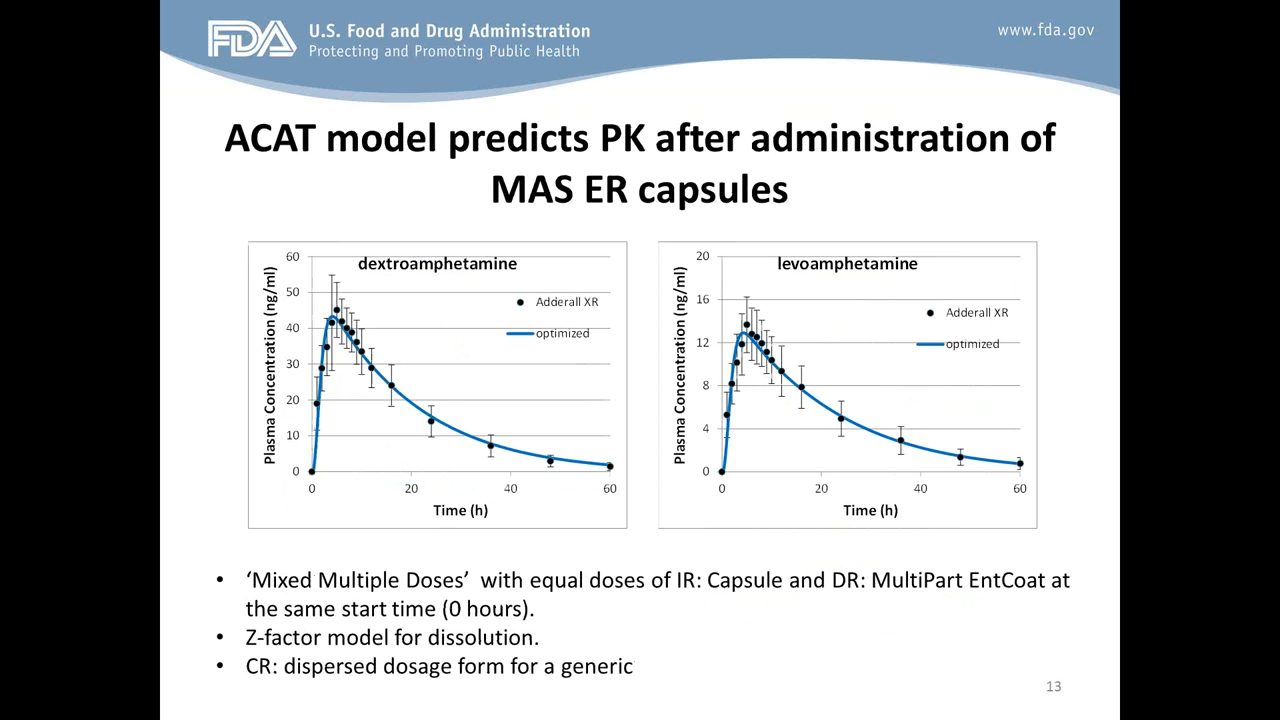 FDA
U.S. Food and Drug Administration
Protecting and Promoting Public Health
www.fda.gov
ACAT model predicts PK after administration of
MAS ER capsules
dextroamphetamine
Plasma Concentration (ng/ml)
60
50
40
30
20
10
0
Adderall XR
optimized
0 20 40 60
Time (h)
levoamphetamine
Plasma Concentration (ng/ml)
20
16
12
8
4
0
Adderall XR
optimized
0 20 40 60
Time (h)
• ‘Mixed Multiple Doses’ with equal doses of IR: Capsule and DR: MultiPart EntCoat at
the same start time (0 hours).
• Z-factor model for dissolution.
• CR: dispersed dosage form for a generic
13